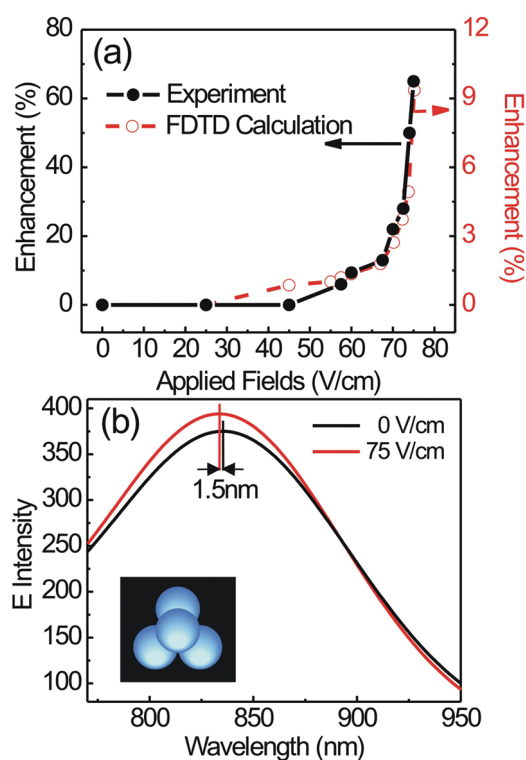 (a)
Experiment
FDTD Calculation
80
60
40
20
0
Enhancement (%)
12
9
6
3
0
Enhancement (%)
0 10 20 30 40 50 60 70 80
Applied Fields (V/cm)
(b)
0 V/cm
75 V/cm
1.5nm
400
350
300
250
200
150
100
E Intensity
800 850 900 950
Wavelength (nm)